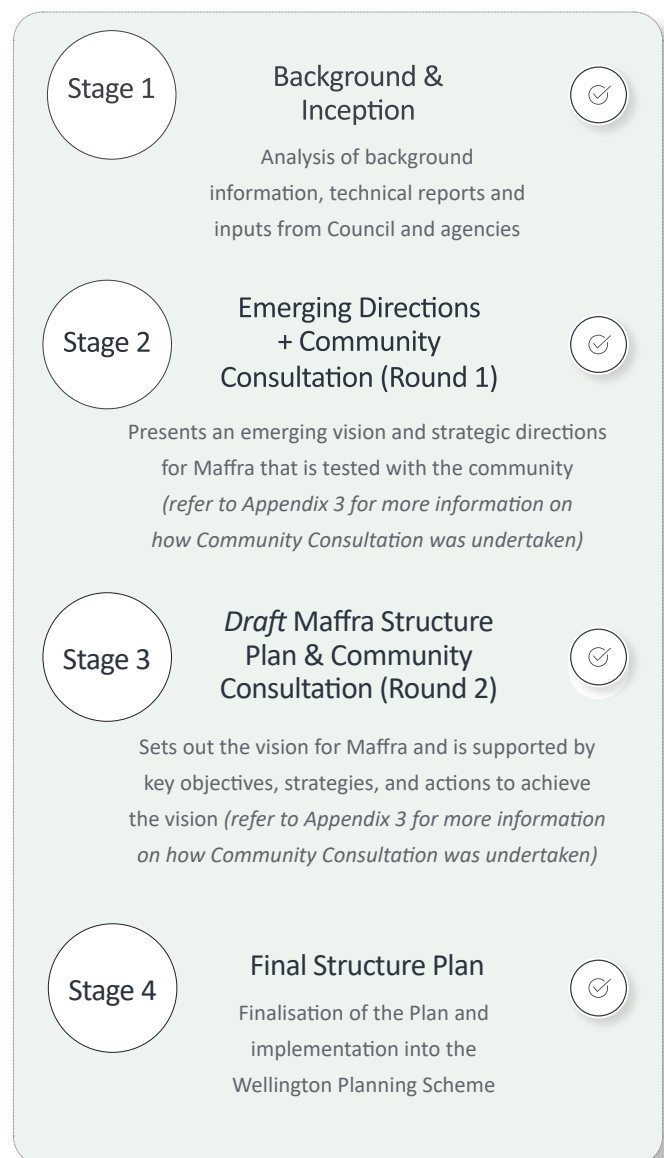 Stage 1
Background &
Inception
Analysis of background
information, technical reports and
inputs from Council and agencies
Stage 2
Emerging Directions
+ Community
Consultation (Round 1)
Presents an emerging vision and strategic directions
for Maffra that is tested with the community
(refer to Appendix 3 for more information on
how Community Consultation was undertaken)
Stage 3
Draft Maffra Structure
Plan & Community
Consultation (Round 2)
Sets out the vision for Maffra and is supported by
key objectives, strategies, and actions to achieve
the vision (refer to Appendix 3 for more information
on how Community Consultation was undertaken)
Stage 4
Final Structure Plan
Finalisation of the Plan and
implementation into the
Wellington Planning Scheme